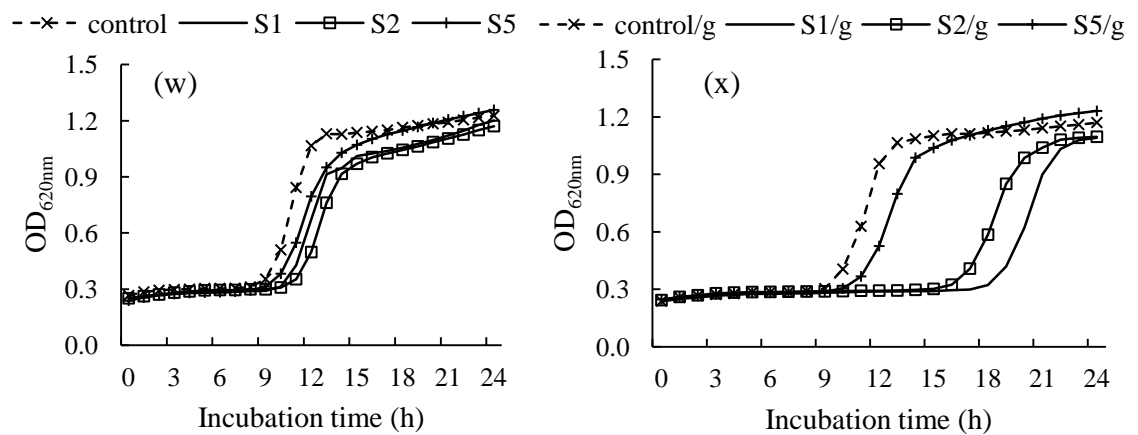 control S1 S2 S5
control/g S1/g S2/g S5/g
(w)
1.5
1.2
0.9
0.6
0.3
0.0
OD620nm
0 3 6 9 12 15 18 21 24
Incubation time (h)
(x)
1.5
1.2
0.9
0.6
0.3
0.0
OD620nm
0 3 6 9 12 15 18 21 24
Incubation time (h)